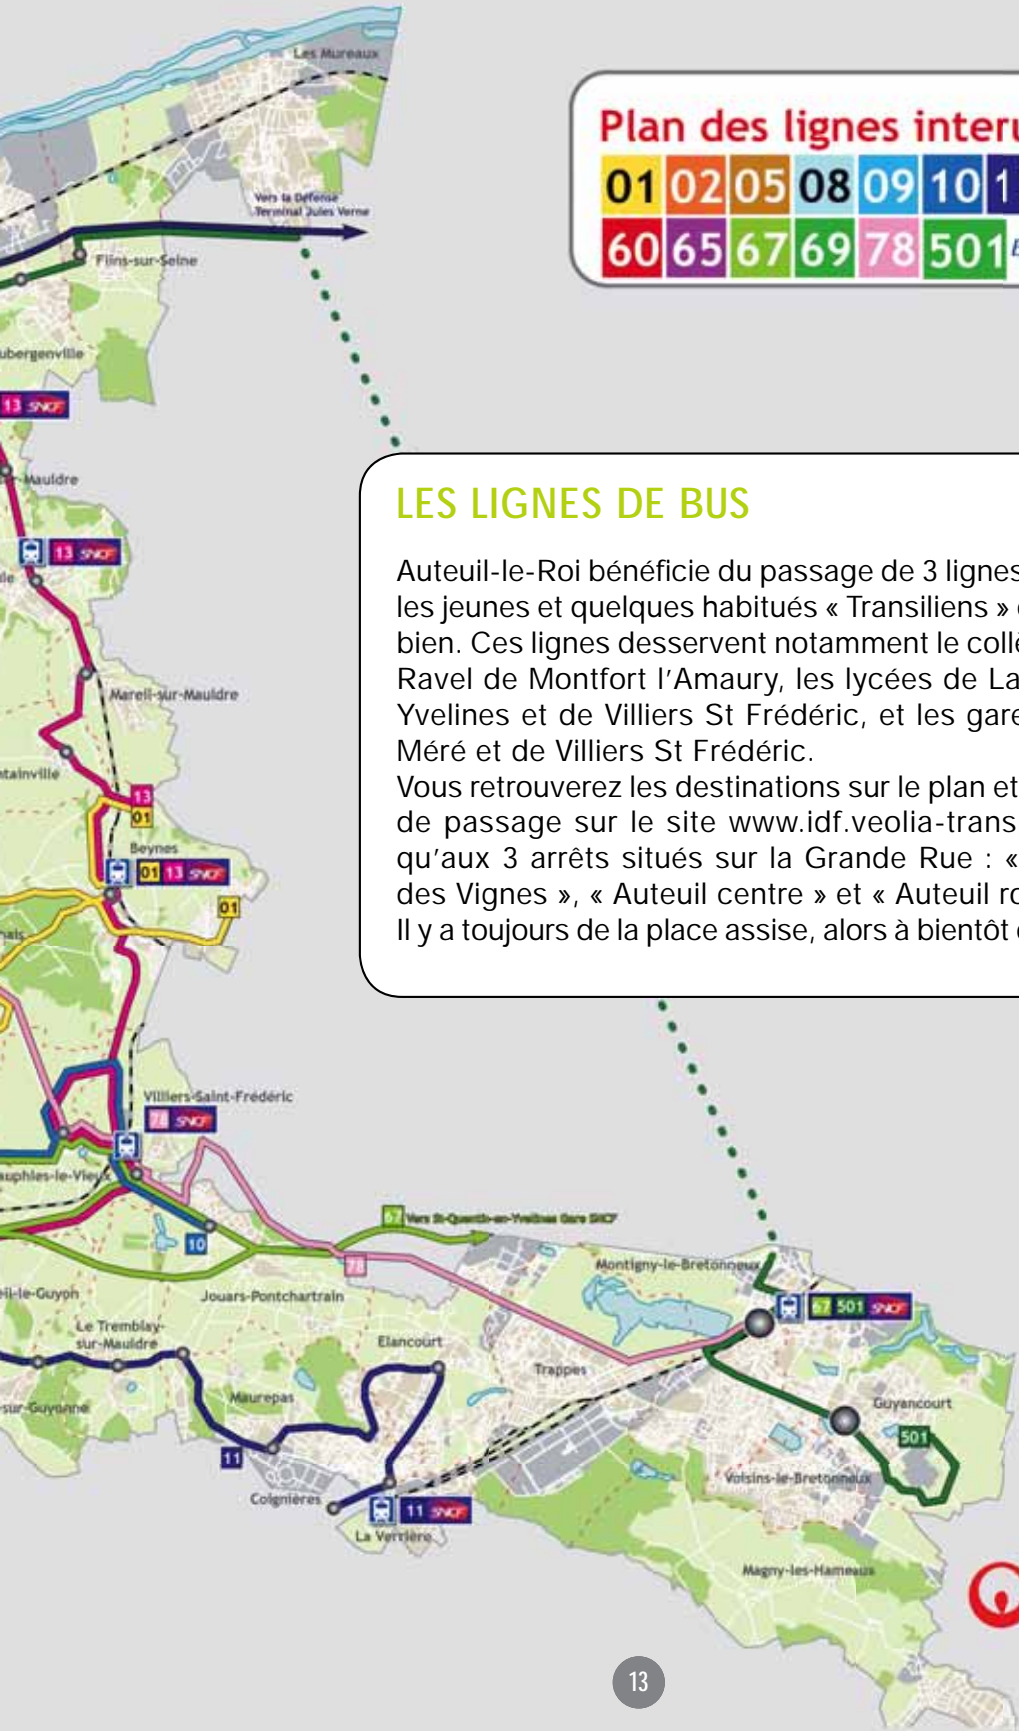 Les Mureaux
Plan des lignes interu
01 02 05 08 09 10 1
60 65 67 69 78 501
Vers la Défense
Terminal Jules Verne
Flins-sur-Seine
ubergenville
13 SNCF
Mauldre
13 SNCF
Mareil-sur-Mauldre
ntainville
13
01
Beynes
01 13 SNCF
01
LES LIGNES DE BUS
Auteuil-le-Roi bénéficie du passage de 3 lignes
les jeunes et quelques habitués « Transiliens »
bien. Ces lignes desservent notamment le collè
Ravel de Montfort l'Amaury, les lycées de La
Yvelines et de Villiers St Frédéric, et les gare
Méré et de Villiers St Frédéric.
Vous retrouverez les destinations sur le plan et
de passage sur le site www.idf.veolia-trans
qu'aux 3 arrêts situés sur la Grande Rue : «
des Vignes », « Auteuil centre » et « Auteuil ro
Il y a toujours de la place assise, alors à bientôt
Villiers-Saint-Frédéric
78 SNCF
auphles-le-Vieux
67 Vers St-Quentin-en-Yvelines Gare SNCF
10
78
Montigny-le-Bretonneux
67 501 SNCF
eil-le-Guyon
Jouars-Pontchartrain
Le Tremblay-
sur-Mauldre
Elancourt
Trappes
Maurepas
sur-Guyonne
Guyancourt
501
11
Voisins-le-Bretonneux
Coignières
11 SNCF
La Verrière
Magny-les-Hameaux
13